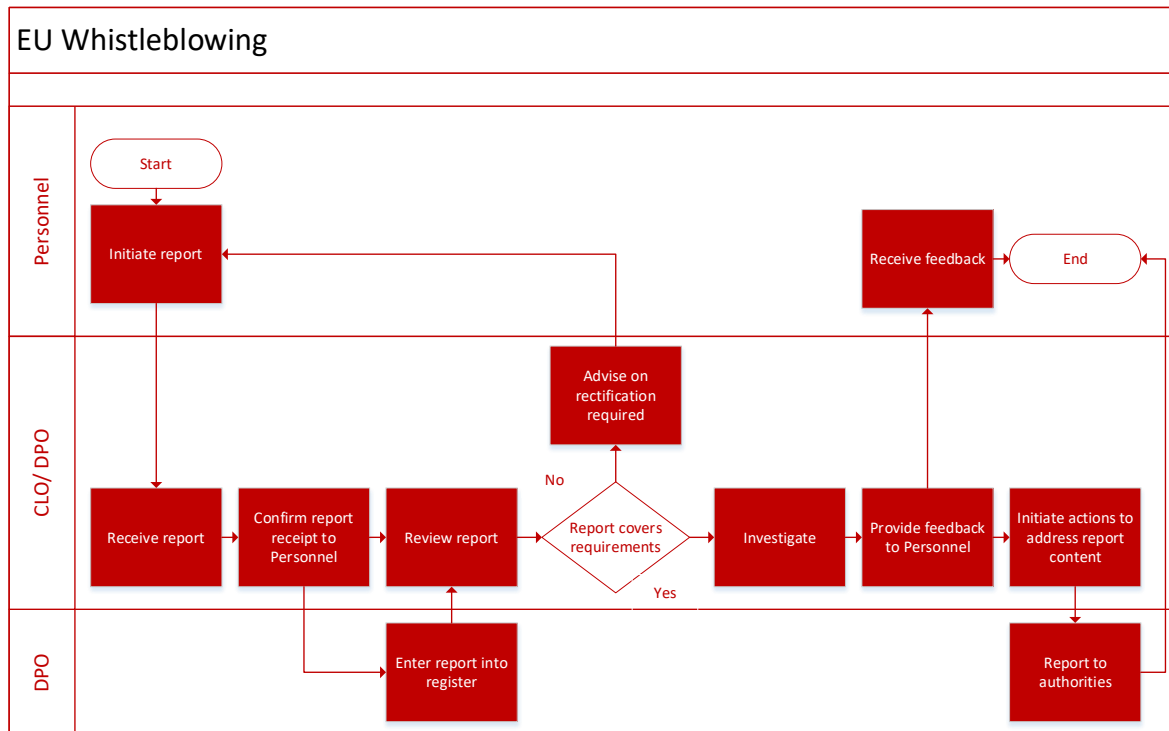 EU Whistleblowing
Personnel
Start
Initiate report
Receive feedback
End
CLO/ DPO
Advise on
rectification
required
No
Receive report
Confirm report
receipt to
Personnel
Review report
Report covers
requirements
Yes
Investigate
Provide feedback
to Personnel
Initiate actions to
address report
content
DPO
Enter report into
register
Report to
authorities